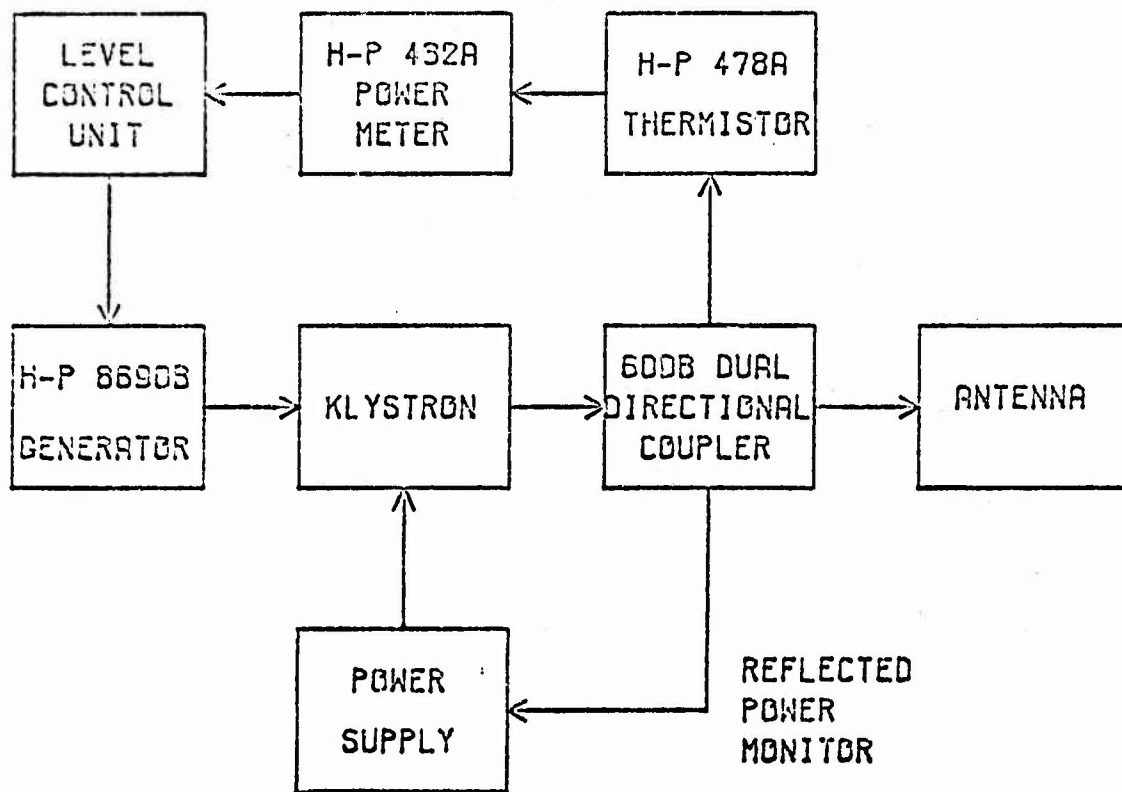 LEVEL
CONTROL
UNIT
H-P 432A
POWER
METER
H-P 478A
THERMISTOR
H-P 8690B
GENERATOR
KLYSTRON
600B DUAL
DIRECTIONAL
COUPLER
ANTENNA
POWER
SUPPLY
REFLECTED
POWER
MONITOR